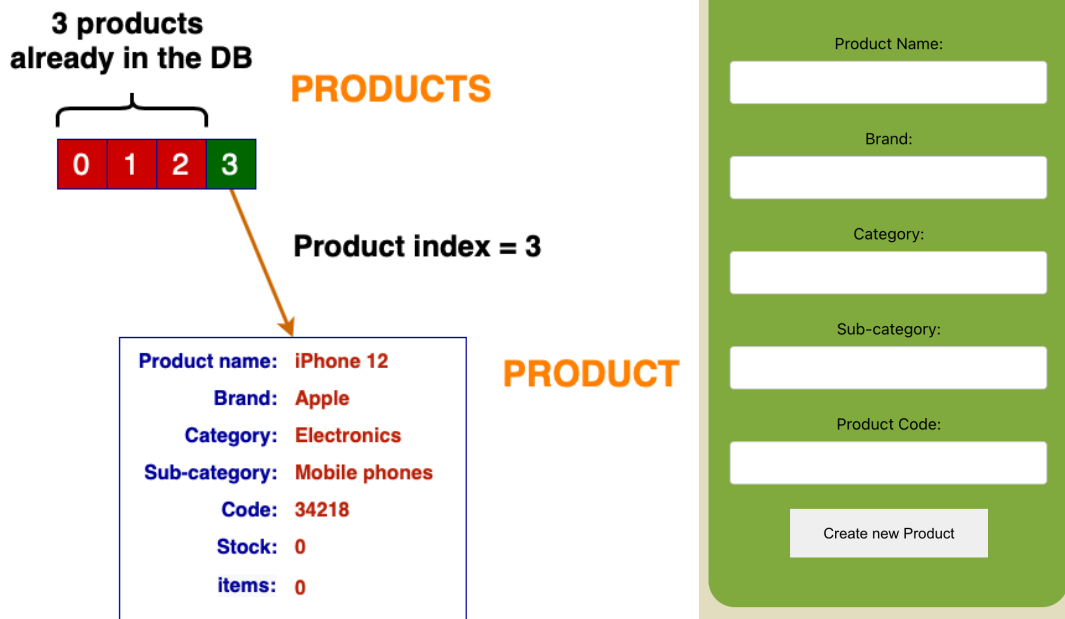 3 products
already in the DB
PRODUCTS
0 1 2 3
Product index = 3
PRODUCT
Product name: iPhone 12
Brand: Apple
Category: Electronics
Sub-category: Mobile phones
Code: 34218
Stock: 0
items: 0
Product Name:
Brand:
Category:
Sub-category:
Product Code:
Create new Product